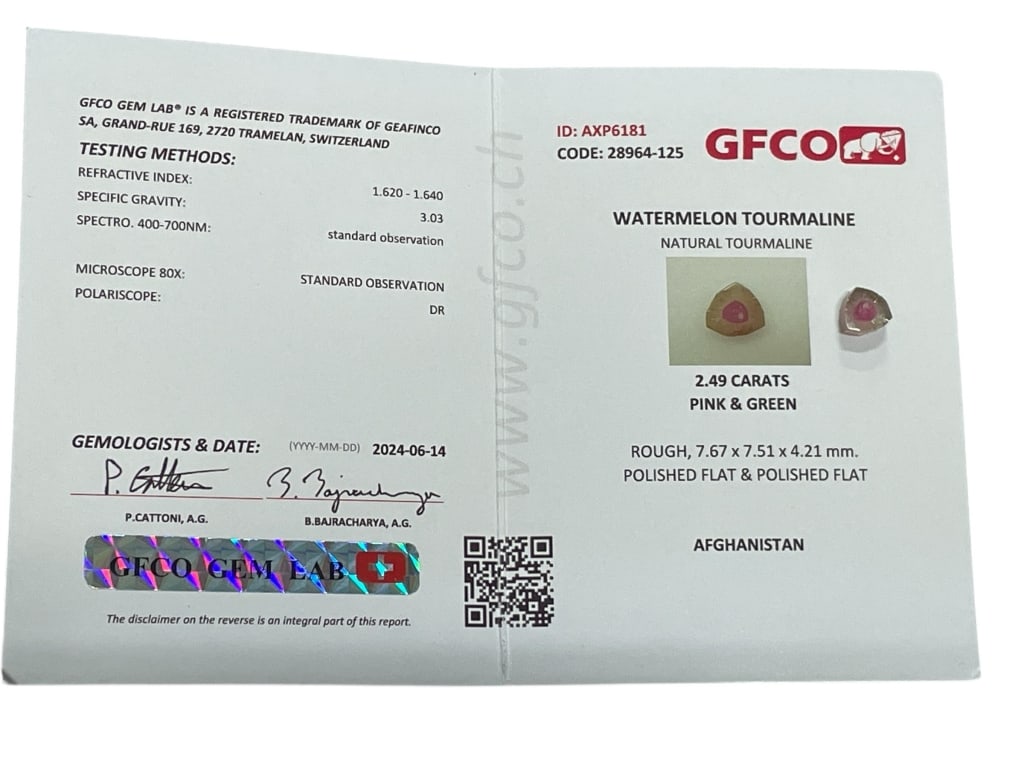 GFCO GEM LAB® IS A REGISTERED TRADEMARK OF GEAFINCO
SA, GRAND-RUE 169, 2720 TRAMELAN, SWITZERLAND
TESTING METHODS:
REFRACTIVE INDEX: 1.620 - 1.640
SPECIFIC GRAVITY: 3.03
SPECTRO. 400-700NM: standard observation
MICROSCOPE 80X: STANDARD OBSERVATION
POLARISCOPE: DR
GEMOLOGISTS & DATE: (YYYY-MM-DD) 2024-06-14
P. Cattoni B. Bajracharya
P.CATTONI, A.G. B.BAJRACHARYA, A.G.
GFCO GEM LAB
The disclaimer on the reverse is an integral part of this report.
www.gfco.ch
ID: AXP6181
CODE: 28964-125
GFCO
WATERMELON TOURMALINE
NATURAL TOURMALINE
2.49 CARATS
PINK & GREEN
ROUGH, 7.67 x 7.51 x 4.21 mm.
POLISHED FLAT & POLISHED FLAT
AFGHANISTAN